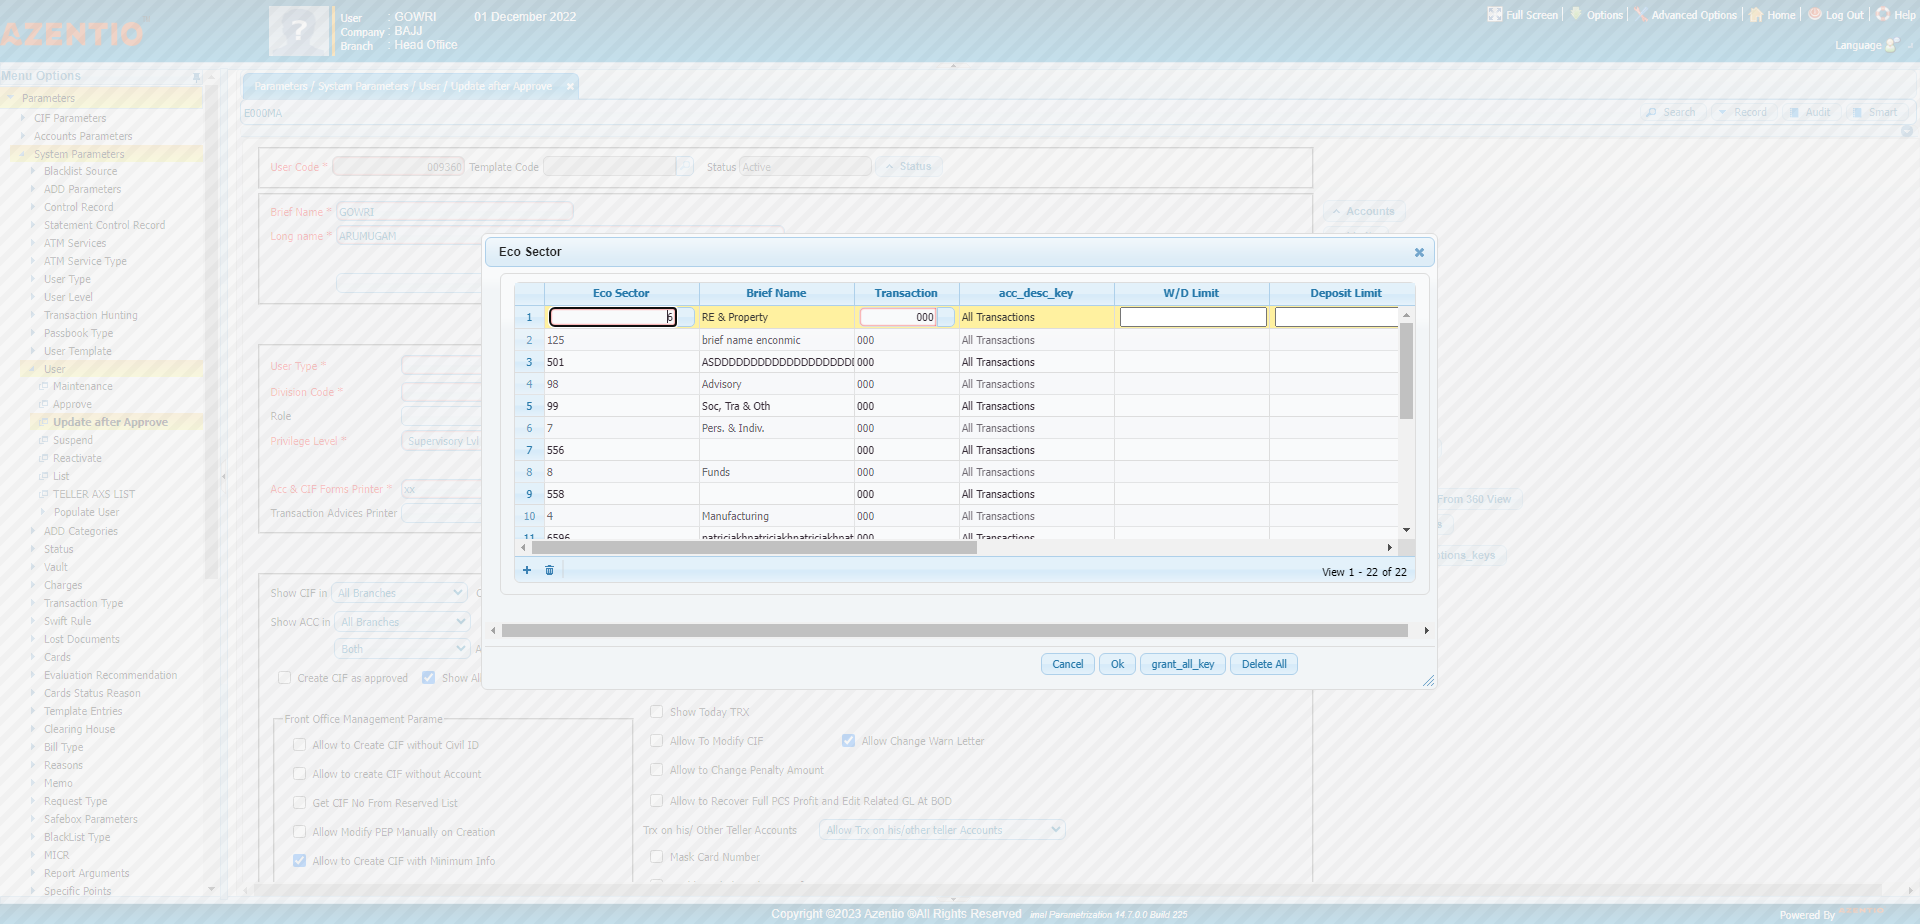 AZENTIO
?
User : GOWRI 01 December 2022
Company : BAJJ
Branch : Head Office
Full Screen | Options | Advanced Options | Home | Log Out | Help
Language
Menu Options
Parameters
CIF Parameters
Accounts Parameters
System Parameters
Blacklist Source
ADD Parameters
Control Record
Statement Control Record
ATM Services
ATM Service Type
User Type
User Level
Transaction Hunting
Passbook Type
User Template
User
Maintenance
Approve
Update after Approve
Suspend
Reactivate
List
TELLER AXS LIST
Populate User
ADD Categories
Status
Vault
Charges
Transaction Type
Swift Rule
Lost Documents
Cards
Evaluation Recommendation
Cards Status Reason
Template Entries
Clearing House
Bill Type
Reasons
Memo
Request Type
Safebox Parameters
BlackList Type
MICR
Report Arguments
Specific Points
Parameters / System Parameters / User / Update after Approve
E000MA
Search Record Audit Smart
User Code * 009360 Template Code Status Active Status
Brief Name * GOWRI
Long name * ARUMUGAM
Accounts
User Type *
Division Code *
Role
Privilege Level * Supervisory Lvl
Acc & CIF Forms Printer * xx
Transaction Advices Printer
From 360 View
tions_keys
Show CIF in All Branches
Show ACC in All Branches
Both A
Create CIF as approved Show Al
Front Office Management Parame
Allow to Create CIF without Civil ID
Allow to create CIF without Account
Get CIF No From Reserved List
Allow Modify PEP Manually on Creation
Allow to Create CIF with Minimum Info
Show Today TRX
Allow To Modify CIF Allow Change Warn Letter
Allow to Change Penalty Amount
Allow to Recover Full PCS Profit and Edit Related GL At BOD
Trx on his/ Other Teller Accounts Allow Trx on his/other teller Accounts
Mask Card Number
Eco Sector
Eco Sector Brief Name Transaction acc_desc_key W/D Limit Deposit Limit
1 6 RE & Property 000 All Transactions
2 125 brief name enconmic 000 All Transactions
3 501 000 All Transactions
4 98 Advisory 000 All Transactions
5 99 Soc, Tra & Oth 000 All Transactions
6 7 Pers. & Indiv. 000 All Transactions
7 556 000 All Transactions
8 8 Funds 000 All Transactions
9 558 000 All Transactions
10 4 Manufacturing 000 All Transactions
11 6596 patriciakhpatriciakhpatriciakhpat 000 All Transactions
View 1 - 22 of 22
Cancel Ok grant_all_key Delete All
Copyright ©2023 Azentio ®All Rights Reserved imal Parametrization 14.7.0.0 Build 225
Powered By